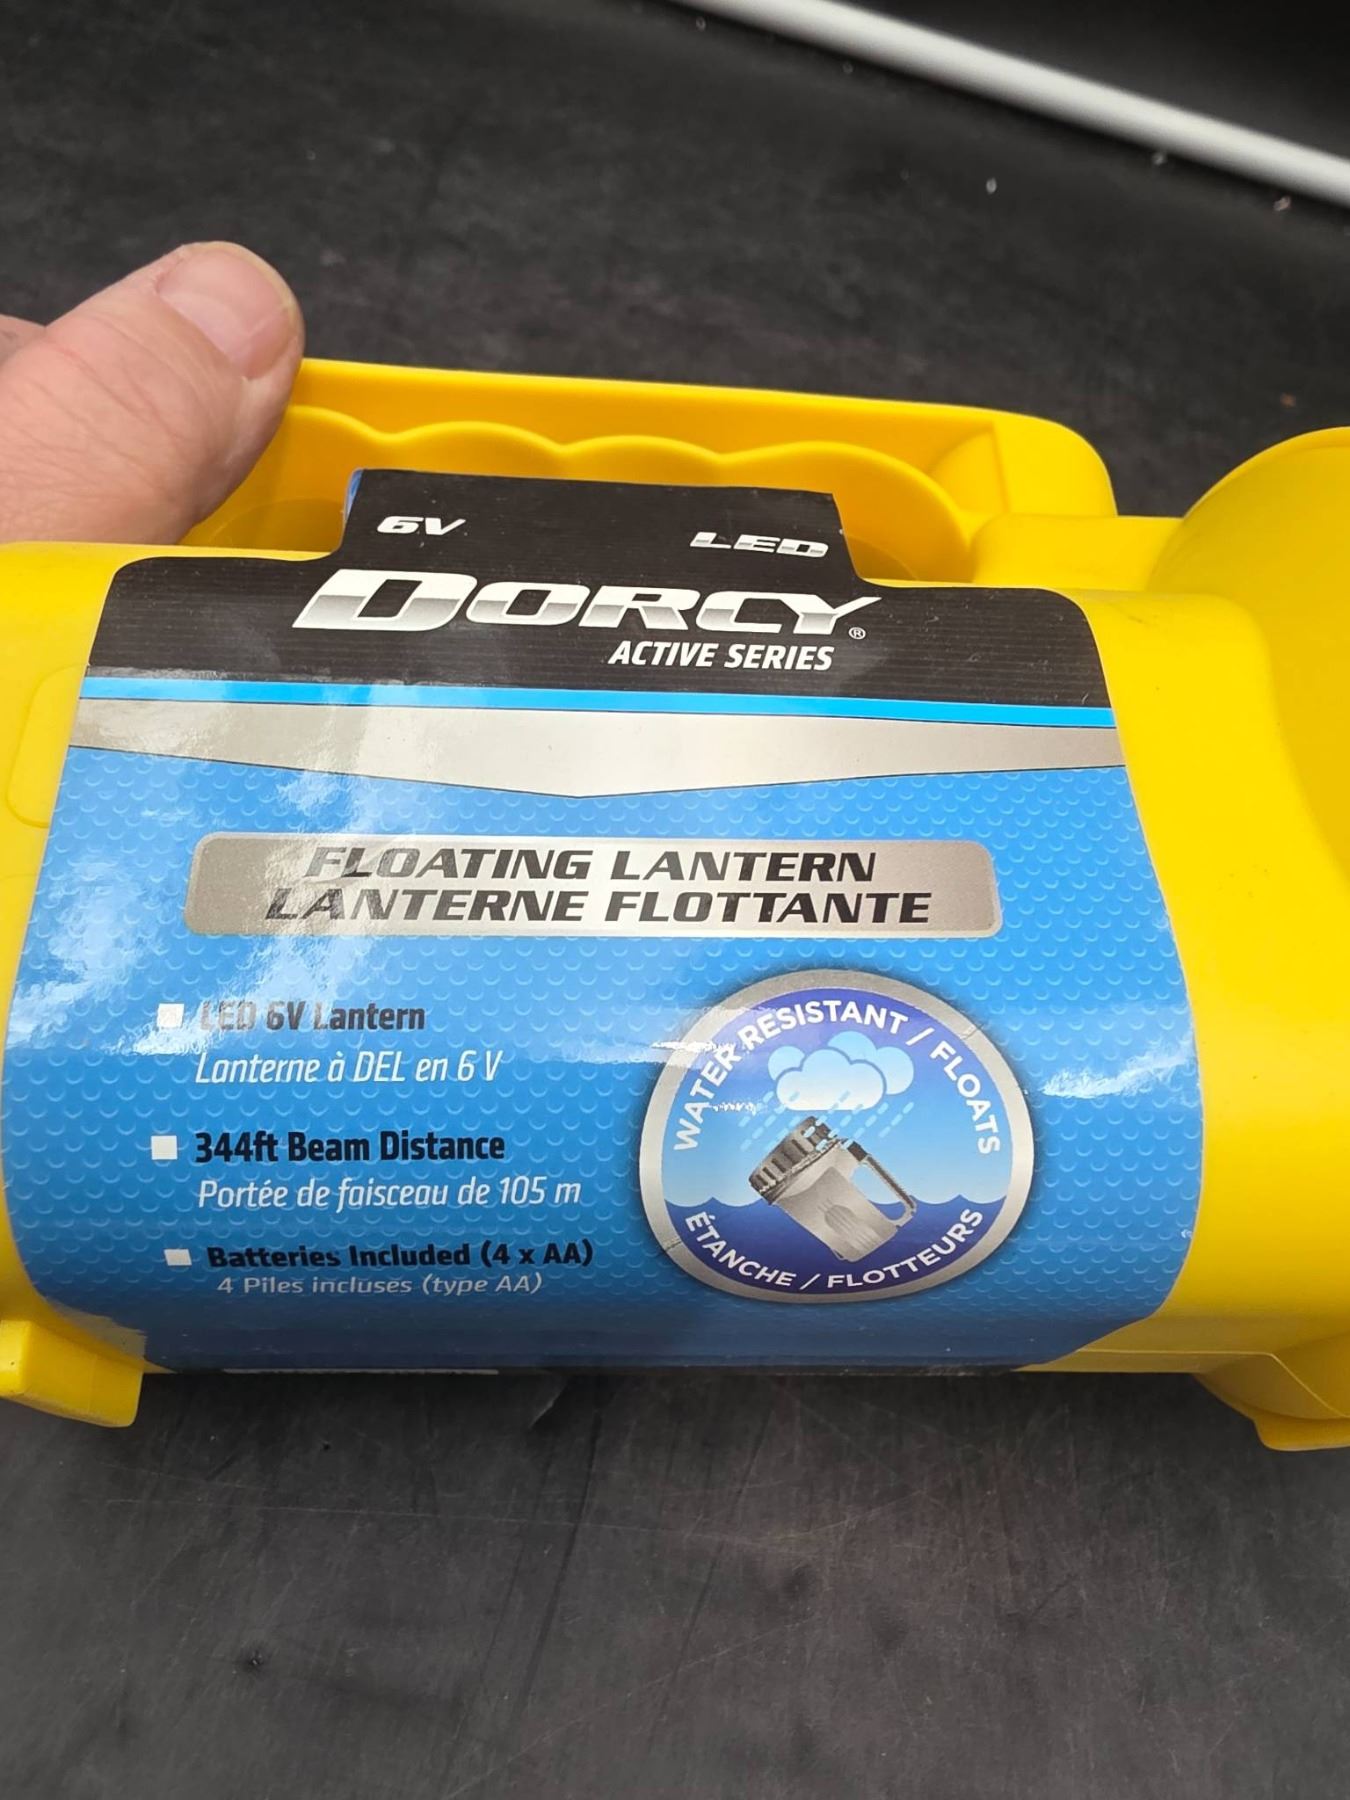 6V LED
DORCY®
ACTIVE SERIES
FLOATING LANTERN
LANTERNE FLOTTANTE
LED 6V Lantern
Lanterne à DEL en 6 V
344ft Beam Distance
Portée de faisceau de 105 m
Batteries Included (4 x AA)
4 Piles incluses (type AA)
WATER RESISTANT / FLOATS
ÉTANCHE / FLOTTEURS